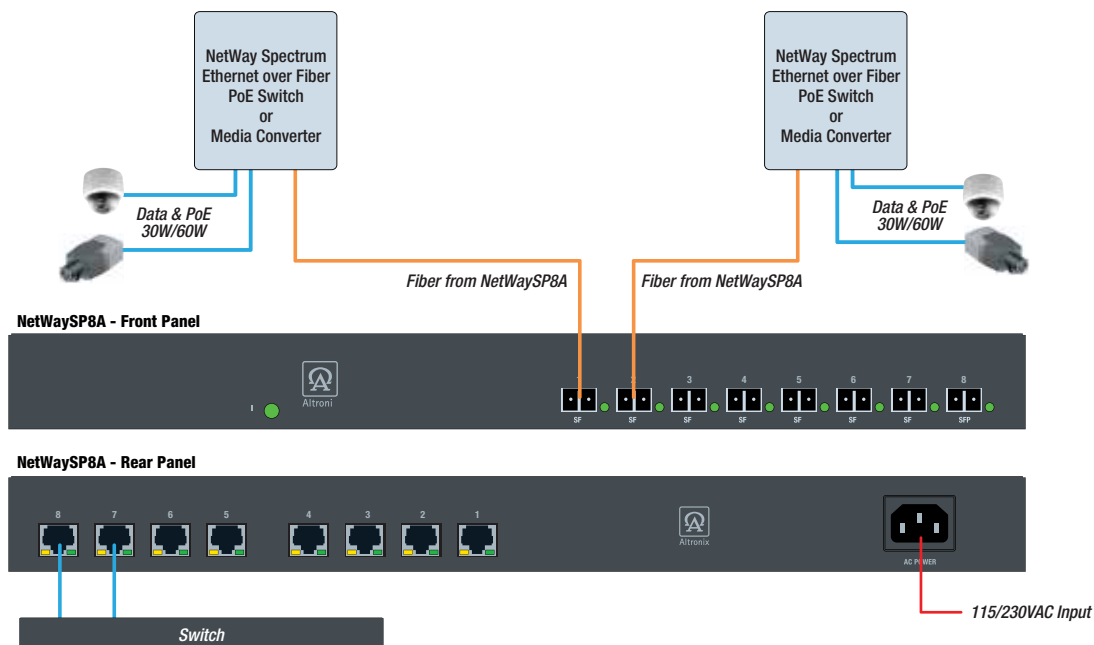 NetWay Spectrum
Ethernet over Fiber
PoE Switch
or
Media Converter
NetWay Spectrum
Ethernet over Fiber
PoE Switch
or
Media Converter
Data & PoE
30W/60W
Data & PoE
30W/60W
Fiber from NetWaySP8A
Fiber from NetWaySP8A
NetWaySP8A - Front Panel
Altroni
I
1 2 3 4 5 6 7 8
SF SF SF SF SF SF SF SFP
NetWaySP8A - Rear Panel
8 7 6 5 4 3 2 1
Altronix
AC POWER
115/230VAC Input
Switch